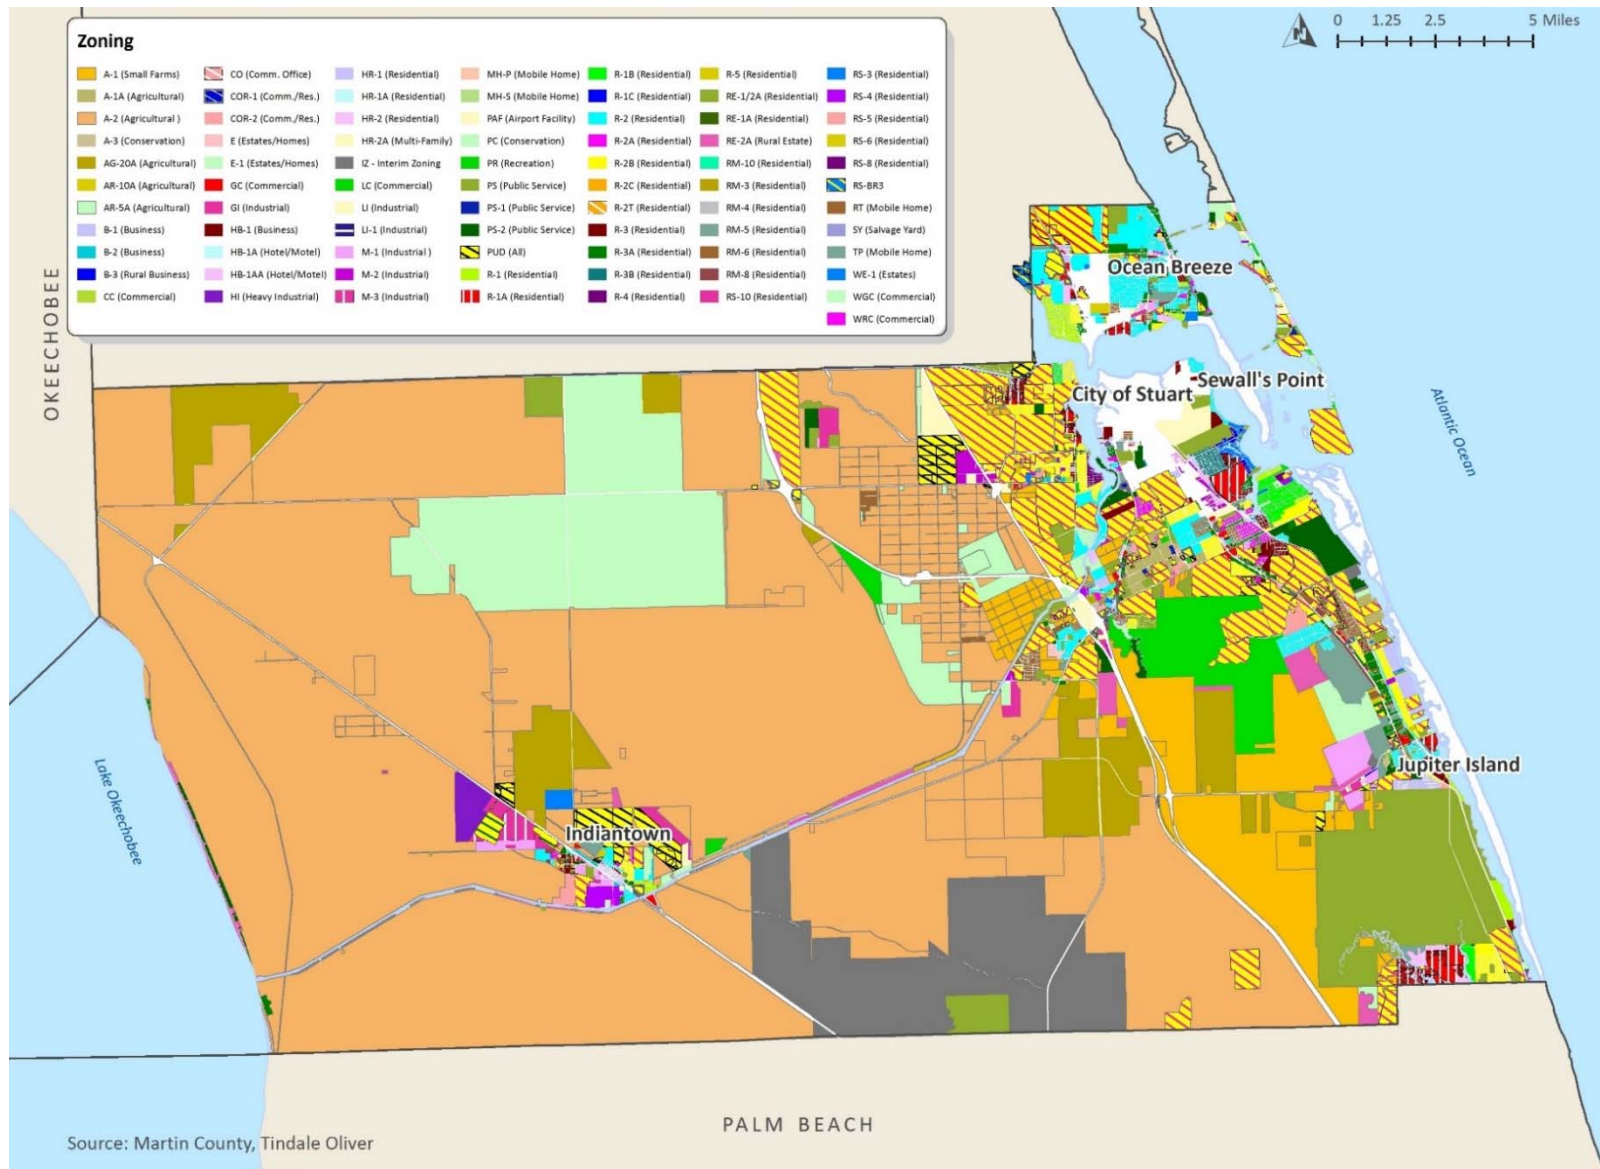 Zoning
A-1 (Small Farms)
A-1A (Agricultural)
A-2 (Agricultural )
A-3 (Conservation)
AG-20A (Agricultural)
AR-10A (Agricultural)
AR-5A (Agricultural)
B-1 (Business)
B-2 (Business)
B-3 (Rural Business)
CC (Commercial)
CO (Comm. Office)
COR-1 (Comm./Res.)
COR-2 (Comm./Res.)
E (Estates/Homes)
E-1 (Estates/Homes)
GC (Commercial)
GI (Industrial)
HB-1 (Business)
HB-1A (Hotel/Motel)
HB-1AA (Hotel/Motel)
HI (Heavy Industrial)
HR-1 (Residential)
HR-1A (Residential)
HR-2 (Residential)
HR-2A (Multi-Family)
IZ - Interim Zoning
LC (Commercial)
LI (Industrial)
LI-1 (Industrial)
M-1 (Industrial )
M-2 (Industrial)
M-3 (Industrial)
MH-P (Mobile Home)
MH-S (Mobile Home)
PAF (Airport Facility)
PC (Conservation)
PR (Recreation)
PS (Public Service)
PS-1 (Public Service)
PS-2 (Public Service)
PUD (All)
R-1 (Residential)
R-1A (Residential)
R-1B (Residential)
R-1C (Residential)
R-2 (Residential)
R-2A (Residential)
R-2B (Residential)
R-2C (Residential)
R-2T (Residential)
R-3 (Residential)
R-3A (Residential)
R-3B (Residential)
R-4 (Residential)
R-5 (Residential)
RE-1/2A (Residential)
RE-1A (Residential)
RE-2A (Rural Estate)
RM-10 (Residential)
RM-3 (Residential)
RM-4 (Residential)
RM-5 (Residential)
RM-6 (Residential)
RM-8 (Residential)
RS-10 (Residential)
RS-3 (Residential)
RS-4 (Residential)
RS-5 (Residential)
RS-6 (Residential)
RS-8 (Residential)
RS-BR3
RT (Mobile Home)
SY (Salvage Yard)
TP (Mobile Home)
WE-1 (Estates)
WGC (Commercial)
WRC (Commercial)
N
0 1.25 2.5 5 Miles
OKEECHOBEE
Ocean Breeze
Sewall's Point
City of Stuart
Atlantic Ocean
Lake Okeechobee
Jupiter Island
Indiantown
PALM BEACH
Source: Martin County, Tindale Oliver